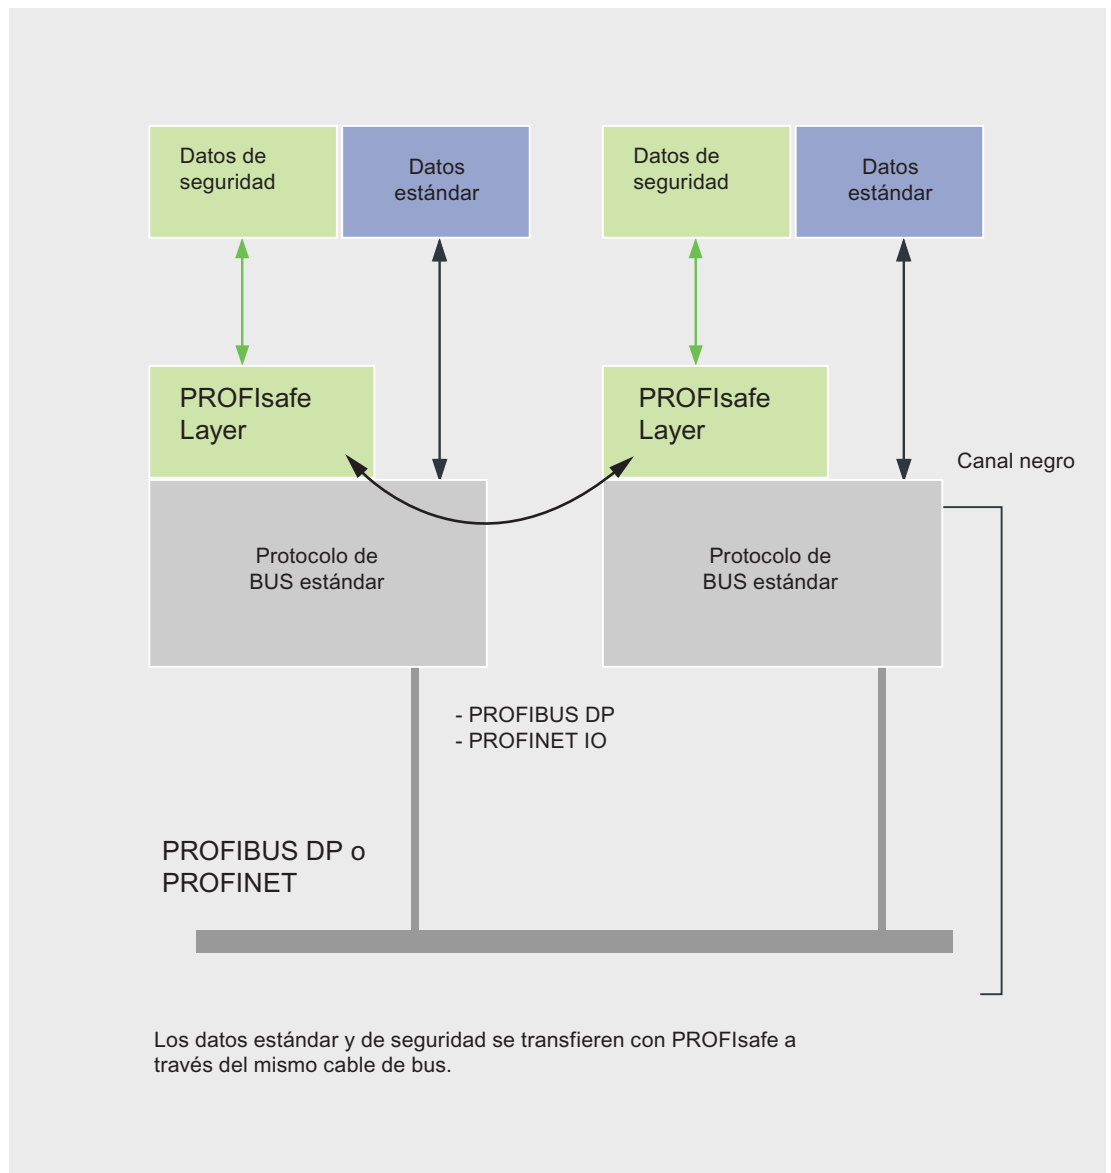 Datos de
seguridad
Datos
estándar
Datos de
seguridad
Datos
estándar
PROFIsafe
Layer
PROFIsafe
Layer
Canal negro
Protocolo de
BUS estándar
Protocolo de
BUS estándar
- PROFIBUS DP
- PROFINET IO
PROFIBUS DP o
PROFINET
Los datos estándar y de seguridad se transfieren con PROFIsafe a
través del mismo cable de bus.